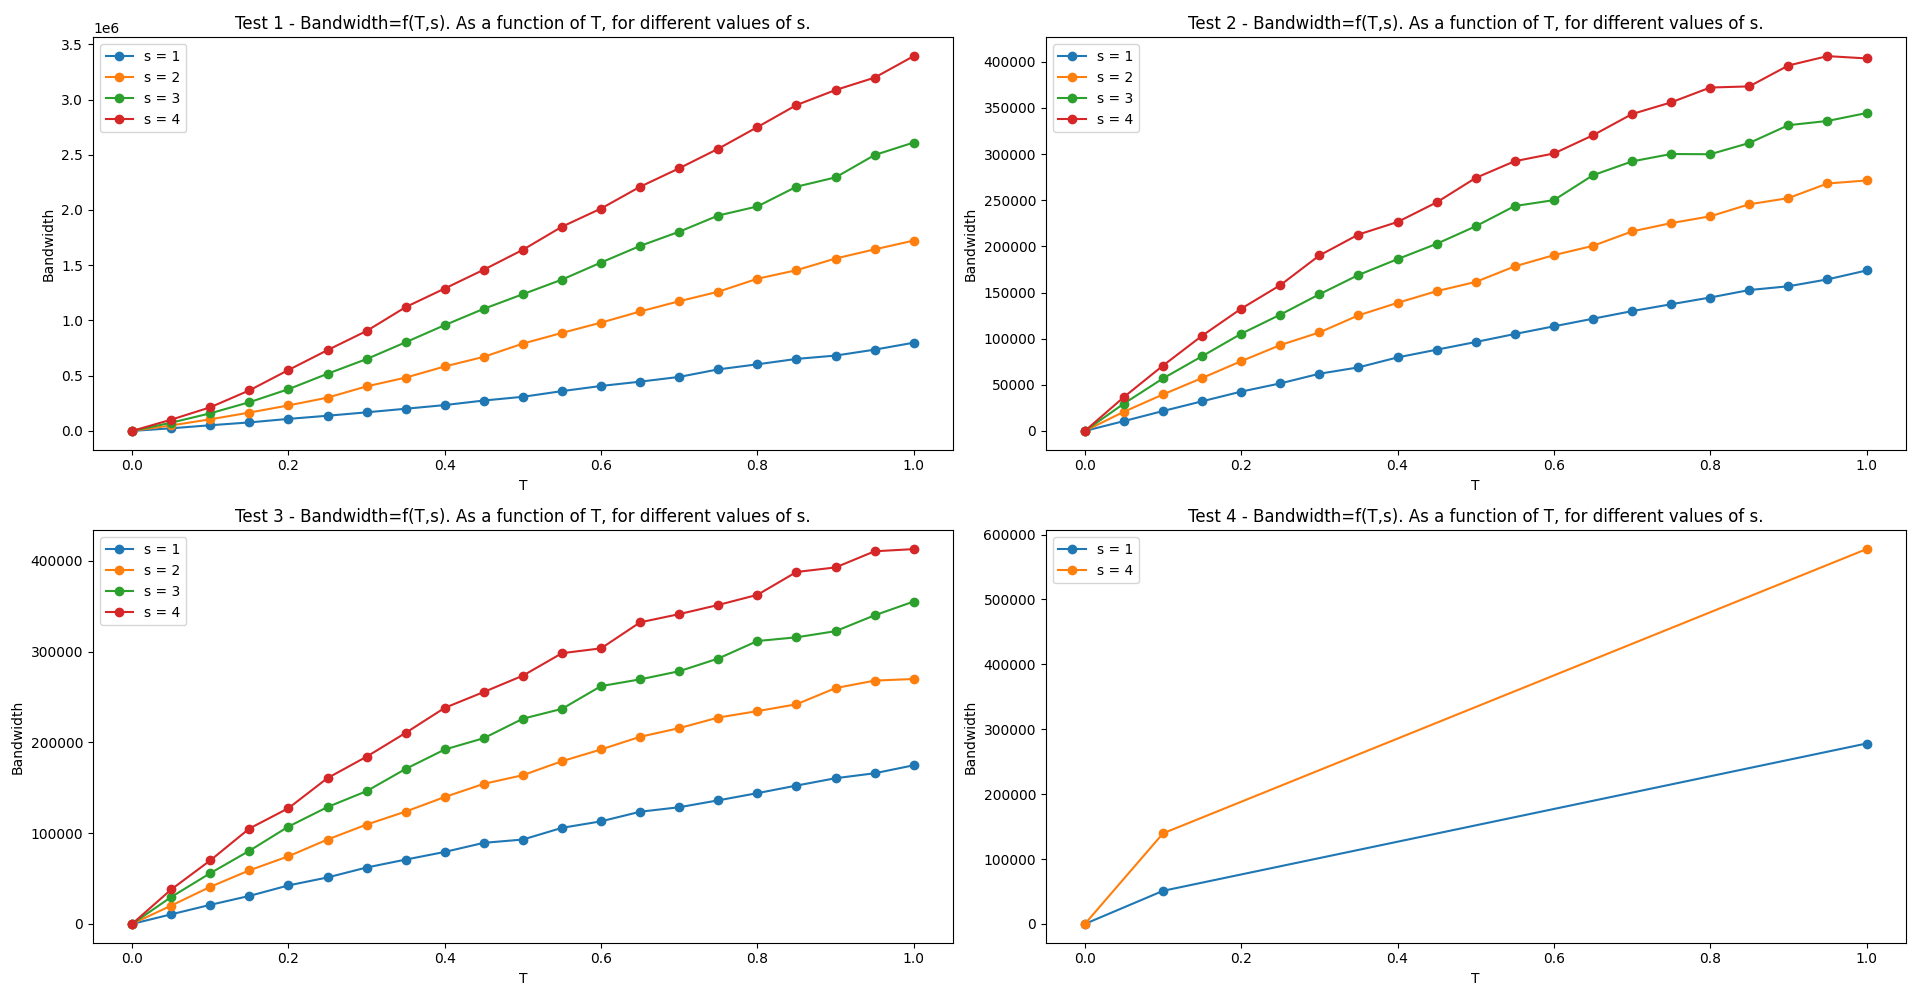 Test 1 - Bandwidth=f(T,s). As a function of T, for different values of s.
1e6
s = 1
s = 2
s = 3
s = 4
3.5
3.0
2.5
2.0
1.5
1.0
0.5
0.0
Bandwidth
0.0 0.2 0.4 0.6 0.8 1.0
T
Test 2 - Bandwidth=f(T,s). As a function of T, for different values of s.
s = 1
s = 2
s = 3
s = 4
400000
350000
300000
250000
200000
150000
100000
50000
0
Bandwidth
0.0 0.2 0.4 0.6 0.8 1.0
T
Test 3 - Bandwidth=f(T,s). As a function of T, for different values of s.
s = 1
s = 2
s = 3
s = 4
400000
300000
200000
100000
0
Bandwidth
0.0 0.2 0.4 0.6 0.8 1.0
T
Test 4 - Bandwidth=f(T,s). As a function of T, for different values of s.
s = 1
s = 4
600000
500000
400000
300000
200000
100000
0
Bandwidth
0.0 0.2 0.4 0.6 0.8 1.0
T